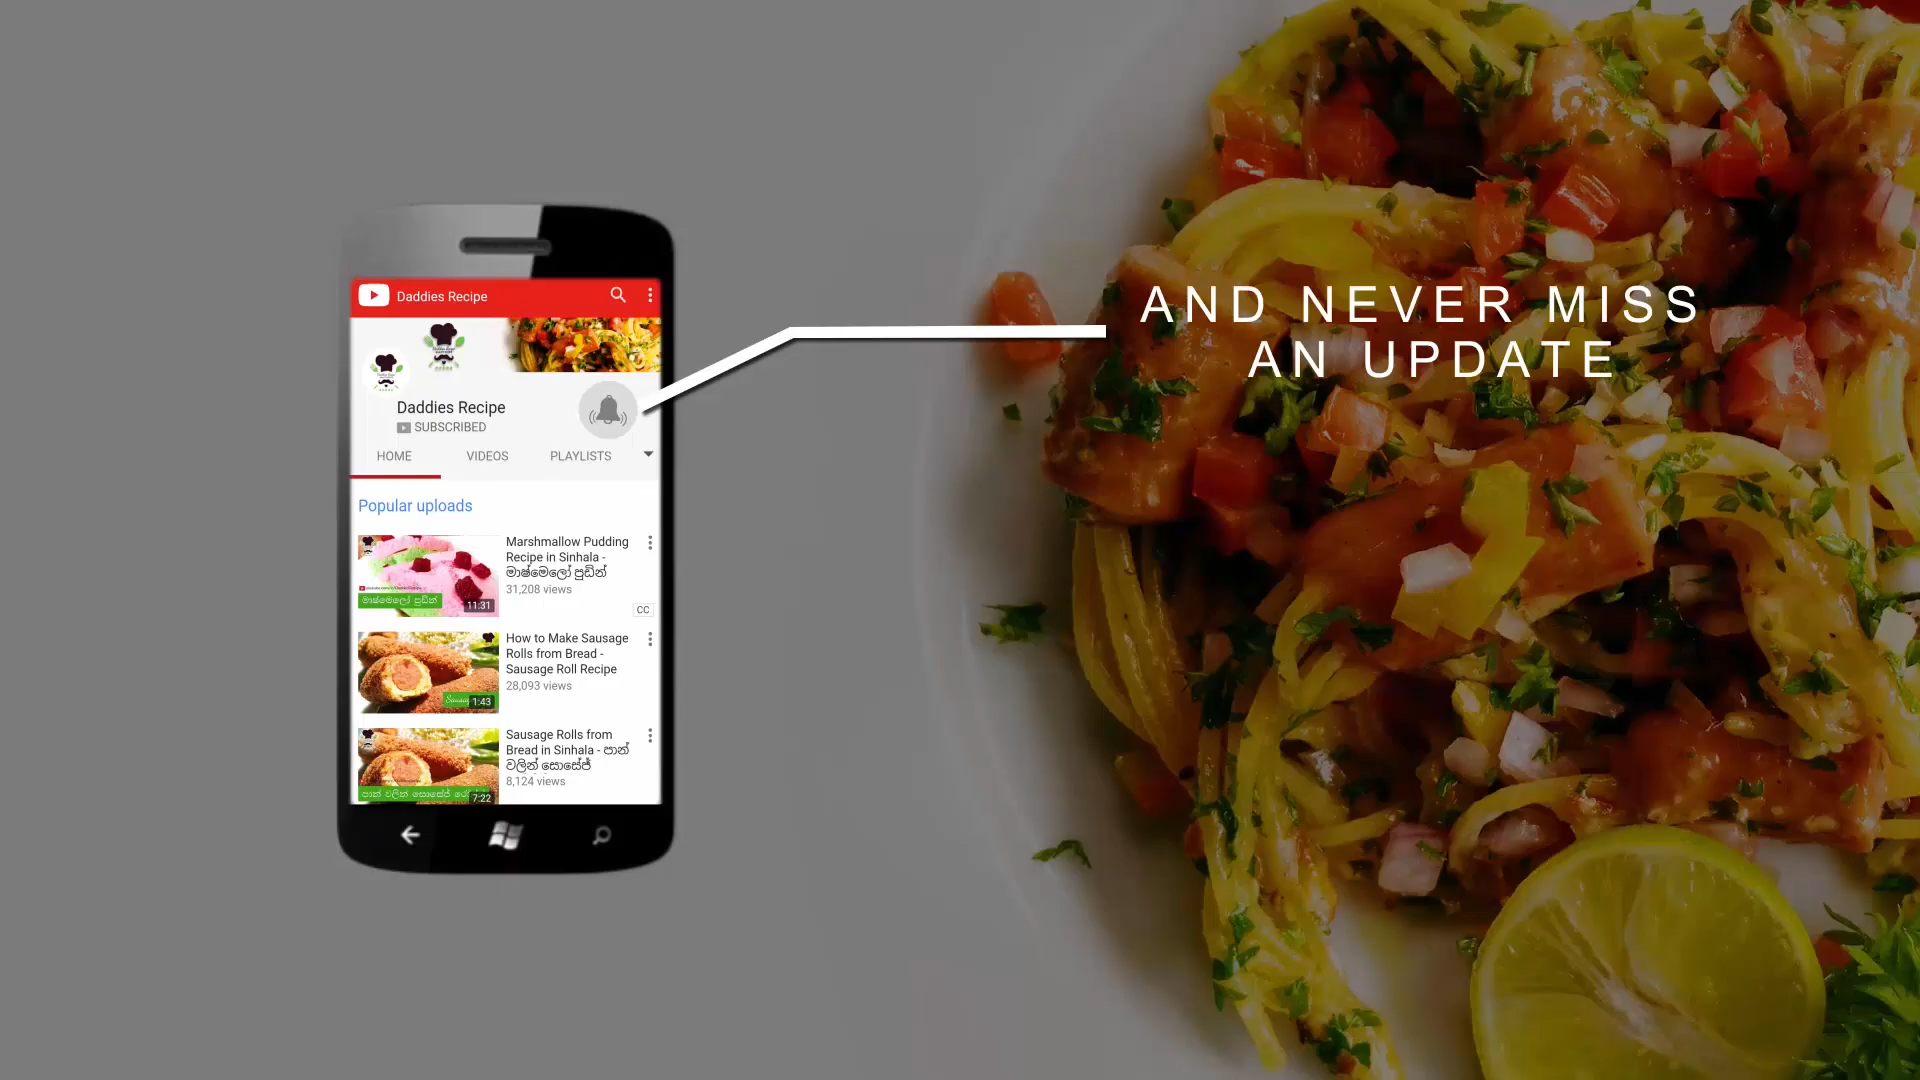 Daddies Recipe
AND NEVER MISS
AN UPDATE
Daddies Recipe
SUBSCRIBED
HOME VIDEOS PLAYLISTS
Popular uploads
Marshmallow Pudding
Recipe in Sinhala -
මාෂ්මෙලෝ පුඩින්
31,208 views
CC
මාෂ්මෙලෝ පුඩින්
11:31
How to Make Sausage
Rolls from Bread -
Sausage Roll Recipe
28,093 views
1:43
Sausage Rolls from
Bread in Sinhala - පාන්
වලින් සොසේජ්
8,124 views
පාන් වලින් සොසේජ්
7:22